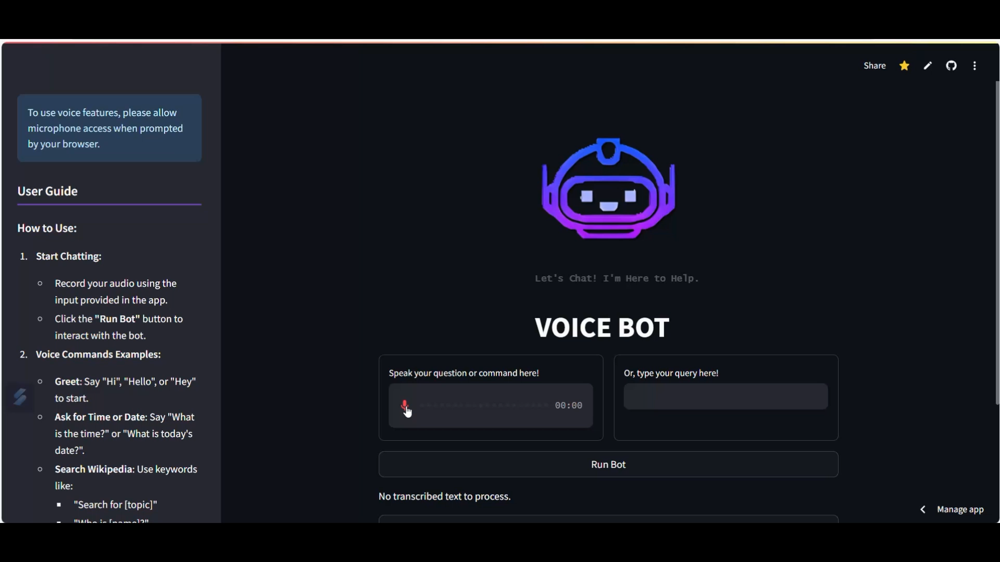 Share
To use voice features, please allow
microphone access when prompted
by your browser.
User Guide
How to Use:
1. Start Chatting:
Record your audio using the
input provided in the app.
Click the "Run Bot" button to
interact with the bot.
2. Voice Commands Examples:
Greet: Say "Hi", "Hello", or "Hey"
to start.
Ask for Time or Date: Say "What
is the time?" or "What is today's
date?".
Search Wikipedia: Use keywords
like:
"Search for [topic]"
"Who is [name]?"
Let's Chat! I'm Here to Help.
VOICE BOT
Speak your question or command here!
00:00
Or, type your query here!
Run Bot
No transcribed text to process.
Manage app